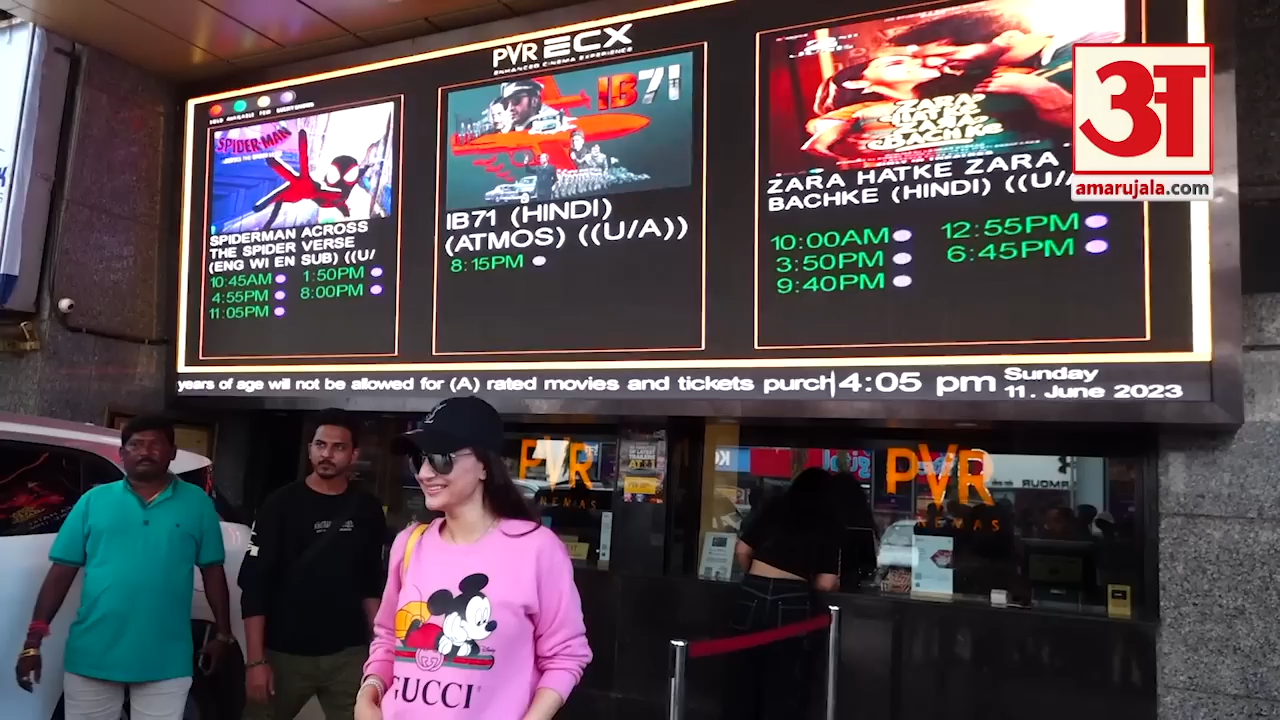 PVR ECX
ENHANCED CINEMA EXPERIENCE
SPIDER-MAN
SPIDERMAN ACROSS
THE SPIDER VERSE
(ENG WI EN SUB) ((U/
10:45AM 1:50PM
4:55PM 8:00PM
11:05PM
IB71
IB71 (HINDI)
(ATMOS) ((U/A))
8:15PM
ZARA
HATKE
ZARA
BACHKE
ZARA HATKE ZARA
BACHKE (HINDI) ((U/
10:00AM 12:55PM
3:50PM 6:45PM
9:40PM
अ
amarujala.com
years of age will not be allowed for (A) rated movies and tickets purch
4:05 pm
Sunday
11. June 2023
PVR
NEMAS
PVR
NEMAS
Disney
GUCCI